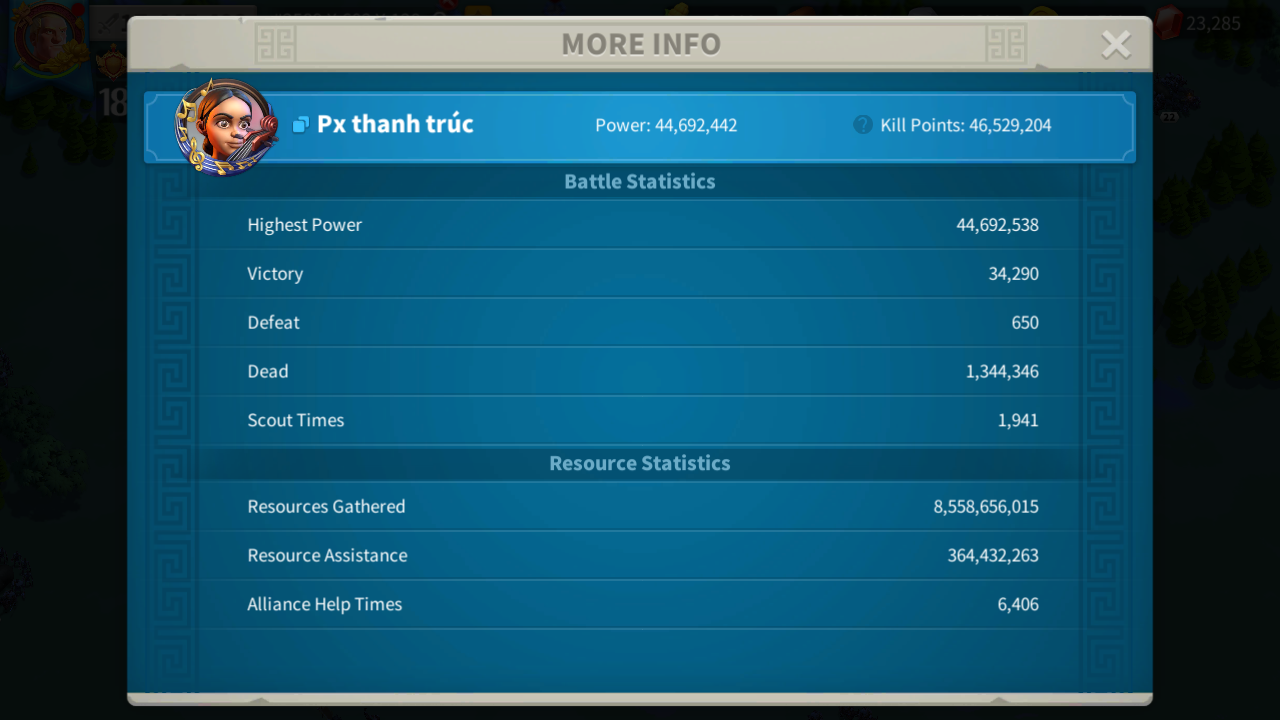 MORE INFO
23,285
18
Px thanh trúc
Power: 44,692,442
? Kill Points: 46,529,204
Battle Statistics
Highest Power 44,692,538
Victory 34,290
Defeat 650
Dead 1,344,346
Scout Times 1,941
Resource Statistics
Resources Gathered 8,558,656,015
Resource Assistance 364,432,263
Alliance Help Times 6,406